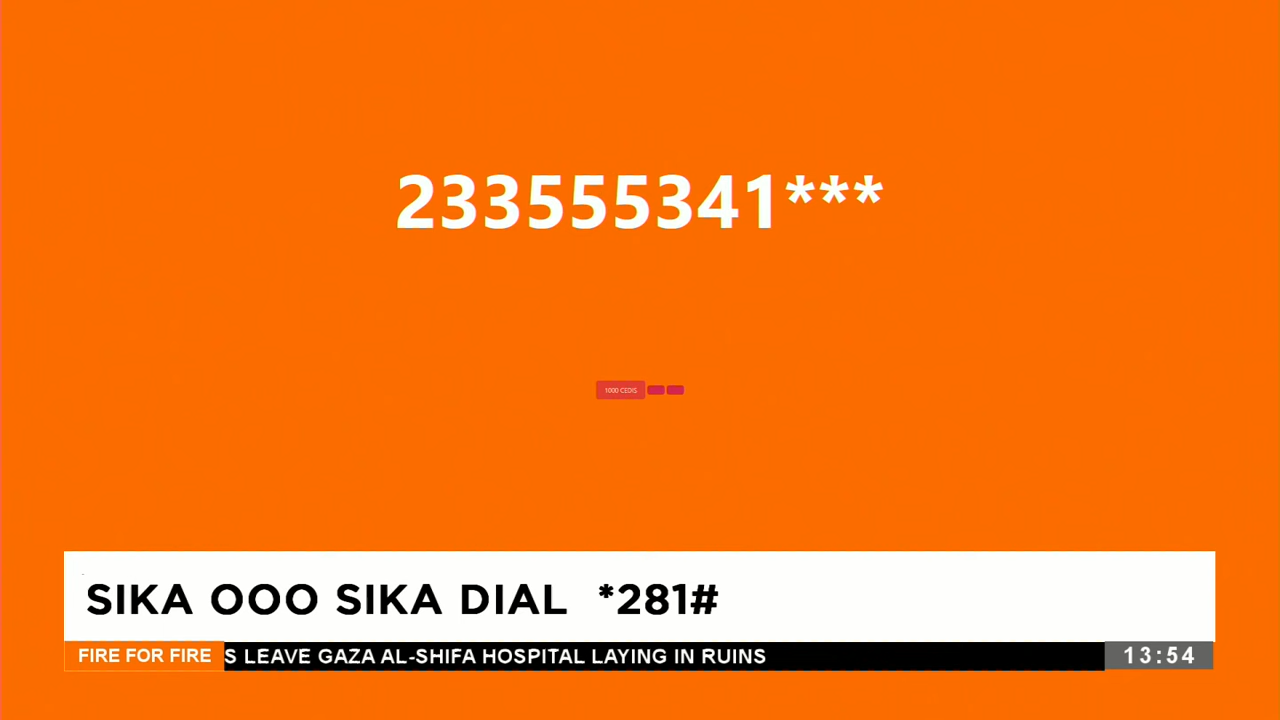 233555341***
1000 CEDIS
SIKA OOO SIKA DIAL *281#
FIRE FOR FIRE
S LEAVE GAZA AL-SHIFA HOSPITAL LAYING IN RUINS
13:54